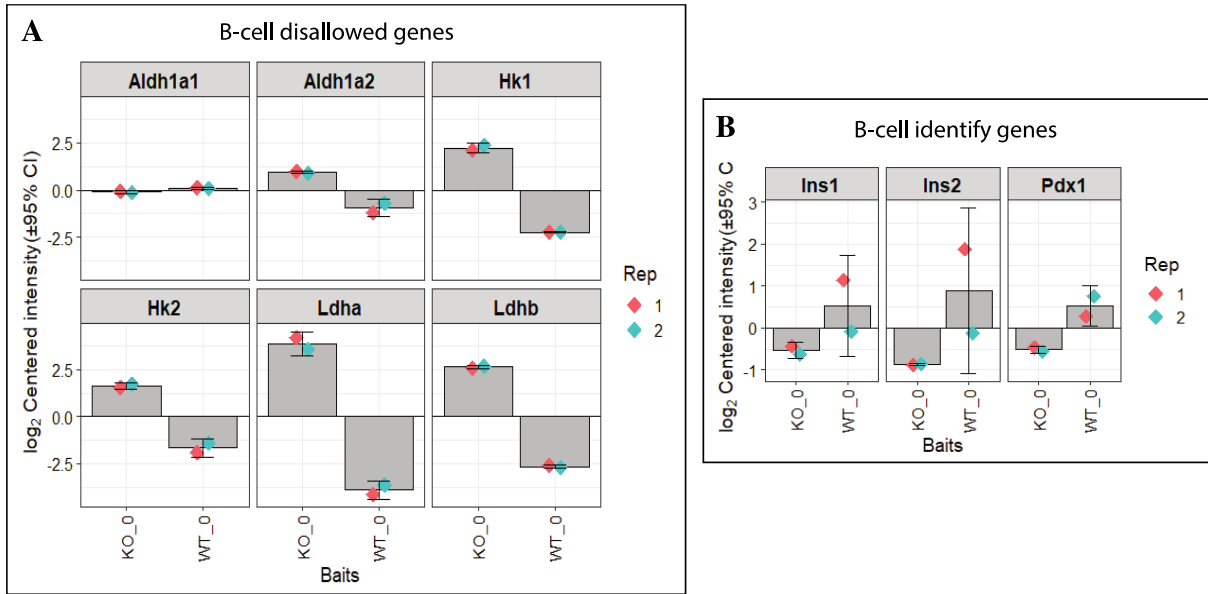 A
B-cell disallowed genes
Aldh1a1
Aldh1a2
Hk1
2.5
0.0
-2.5
Hk2
Ldha
Ldhb
2.5
0.0
-2.5
log₂ Centered intensity (±95% CI)
KO_0
WT_0
KO_0
WT_0
KO_0
WT_0
Baits
Rep
1
2
B
B-cell identify genes
Ins1
Ins2
Pdx1
3
2
1
0
-1
log₂ Centered intensity (±95% C
KO_0
WT_0
KO_0
WT_0
KO_0
WT_0
Baits
Rep
1
2